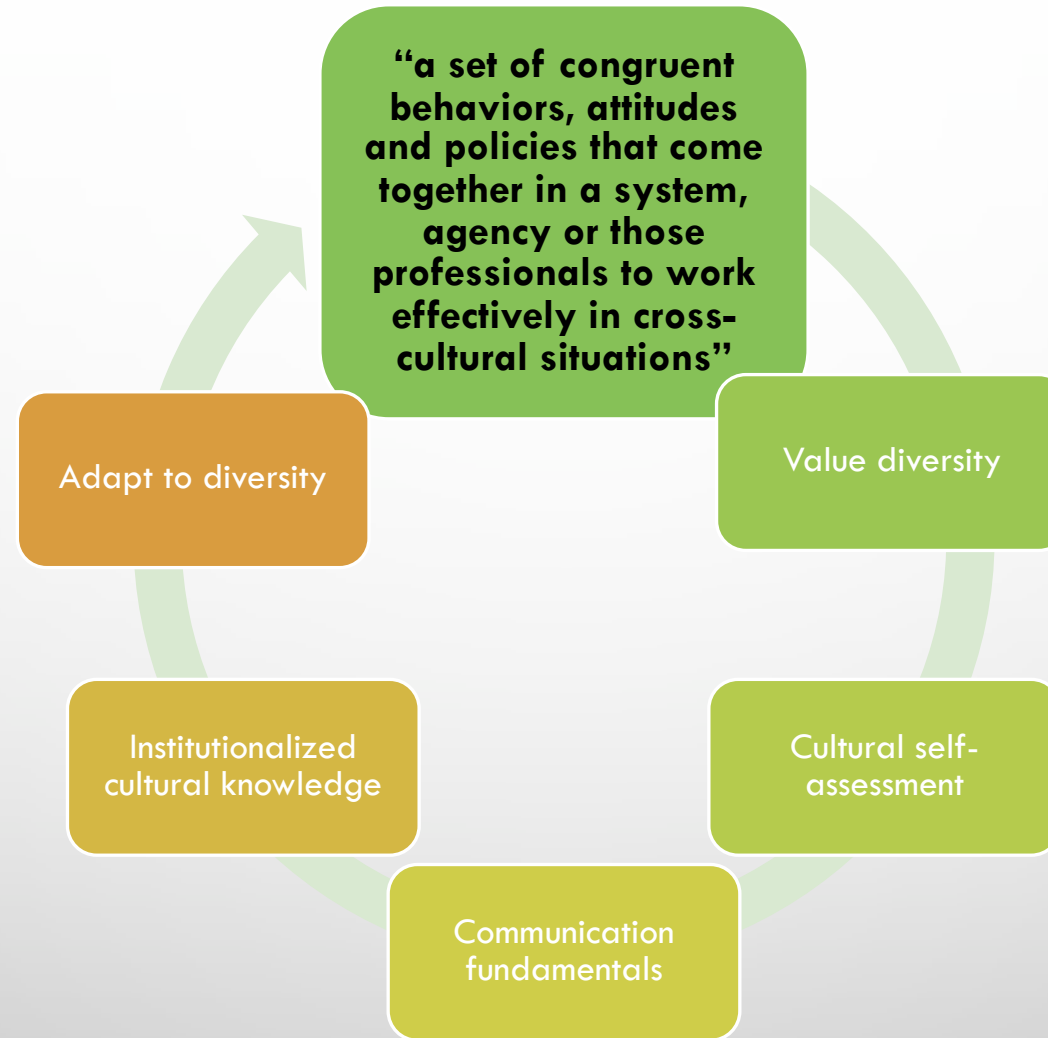 “a set of congruent
behaviors, attitudes
and policies that come
together in a system,
agency or those
professionals to work
effectively in cross-
cultural situations”
Value diversity
Cultural self-
assessment
Communication
fundamentals
Institutionalized
cultural knowledge
Adapt to diversity